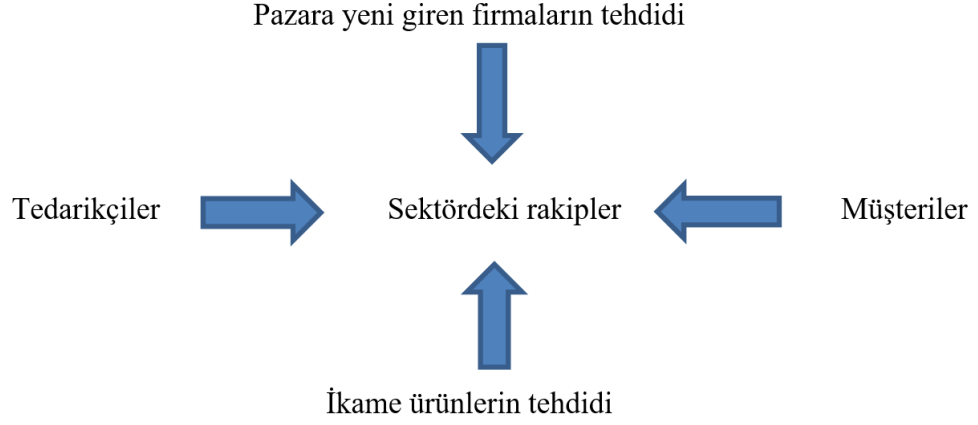 Pazara yeni giren firmaların tehdidi
Tedarikçiler
Sektördeki rakipler
Müşteriler
İkame ürünlerin tehdidi